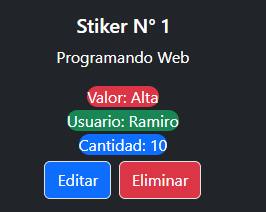 Stiker N° 1
Programando Web
Valor: Alta
Usuario: Ramiro
Cantidad: 10
Editar Eliminar